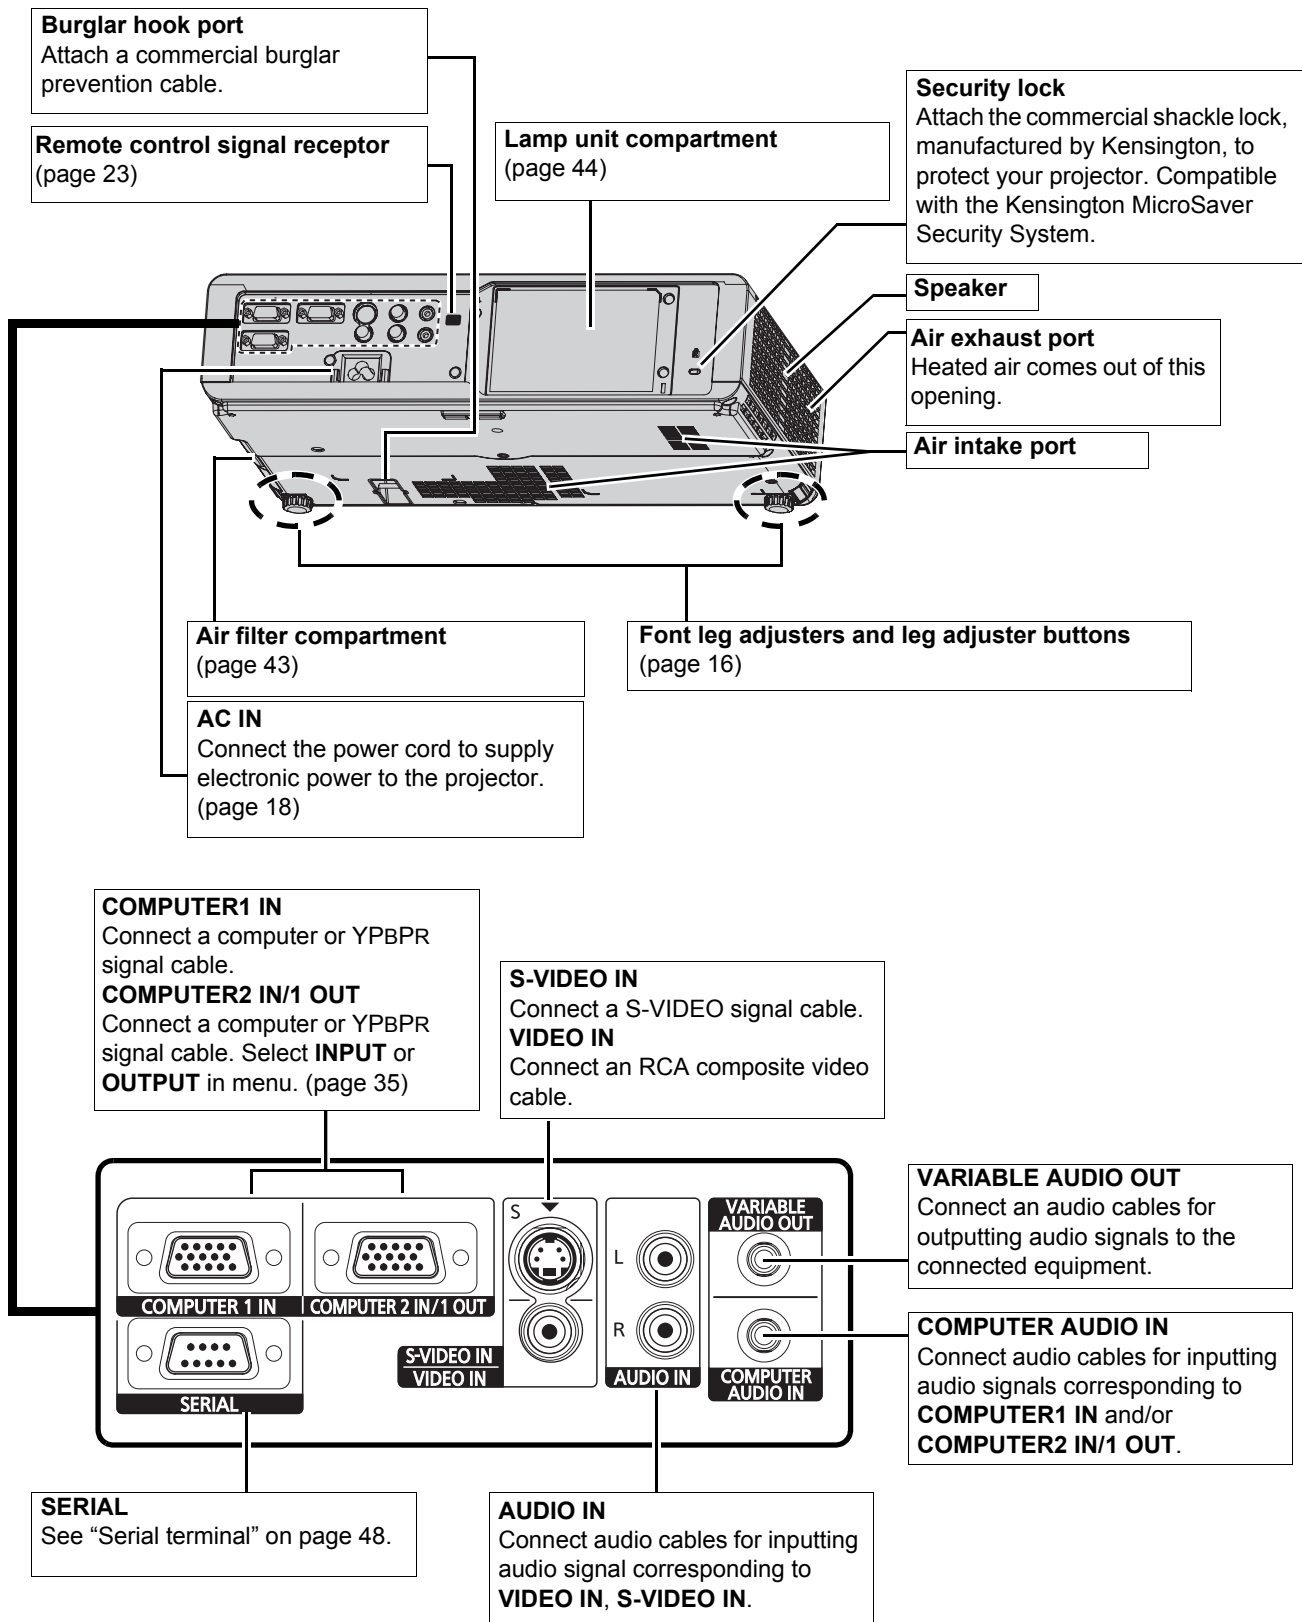 Burglar hook port
Attach a commercial burglar
prevention cable.
Remote control signal receptor
(page 23)
Lamp unit compartment
(page 44)
Security lock
Attach the commercial shackle lock,
manufactured by Kensington, to
protect your projector. Compatible
with the Kensington MicroSaver
Security System.
Speaker
Air exhaust port
Heated air comes out of this
opening.
Air intake port
Air filter compartment
(page 43)
Font leg adjusters and leg adjuster buttons
(page 16)
AC IN
Connect the power cord to supply
electronic power to the projector.
(page 18)
COMPUTER1 IN
Connect a computer or YPBPR
signal cable.
COMPUTER2 IN/1 OUT
Connect a computer or YPBPR
signal cable. Select INPUT or
OUTPUT in menu. (page 35)
S-VIDEO IN
Connect a S-VIDEO signal cable.
VIDEO IN
Connect an RCA composite video
cable.
VARIABLE AUDIO OUT
Connect an audio cables for
outputting audio signals to the
connected equipment.
COMPUTER AUDIO IN
Connect audio cables for inputting
audio signals corresponding to
COMPUTER1 IN and/or
COMPUTER2 IN/1 OUT.
COMPUTER 1 IN
COMPUTER 2 IN/1 OUT
SERIAL
S
S-VIDEO IN
VIDEO IN
L
R
AUDIO IN
VARIABLE
AUDIO OUT
COMPUTER
AUDIO IN
SERIAL
See “Serial terminal” on page 48.
AUDIO IN
Connect audio cables for inputting
audio signal corresponding to
VIDEO IN, S-VIDEO IN.